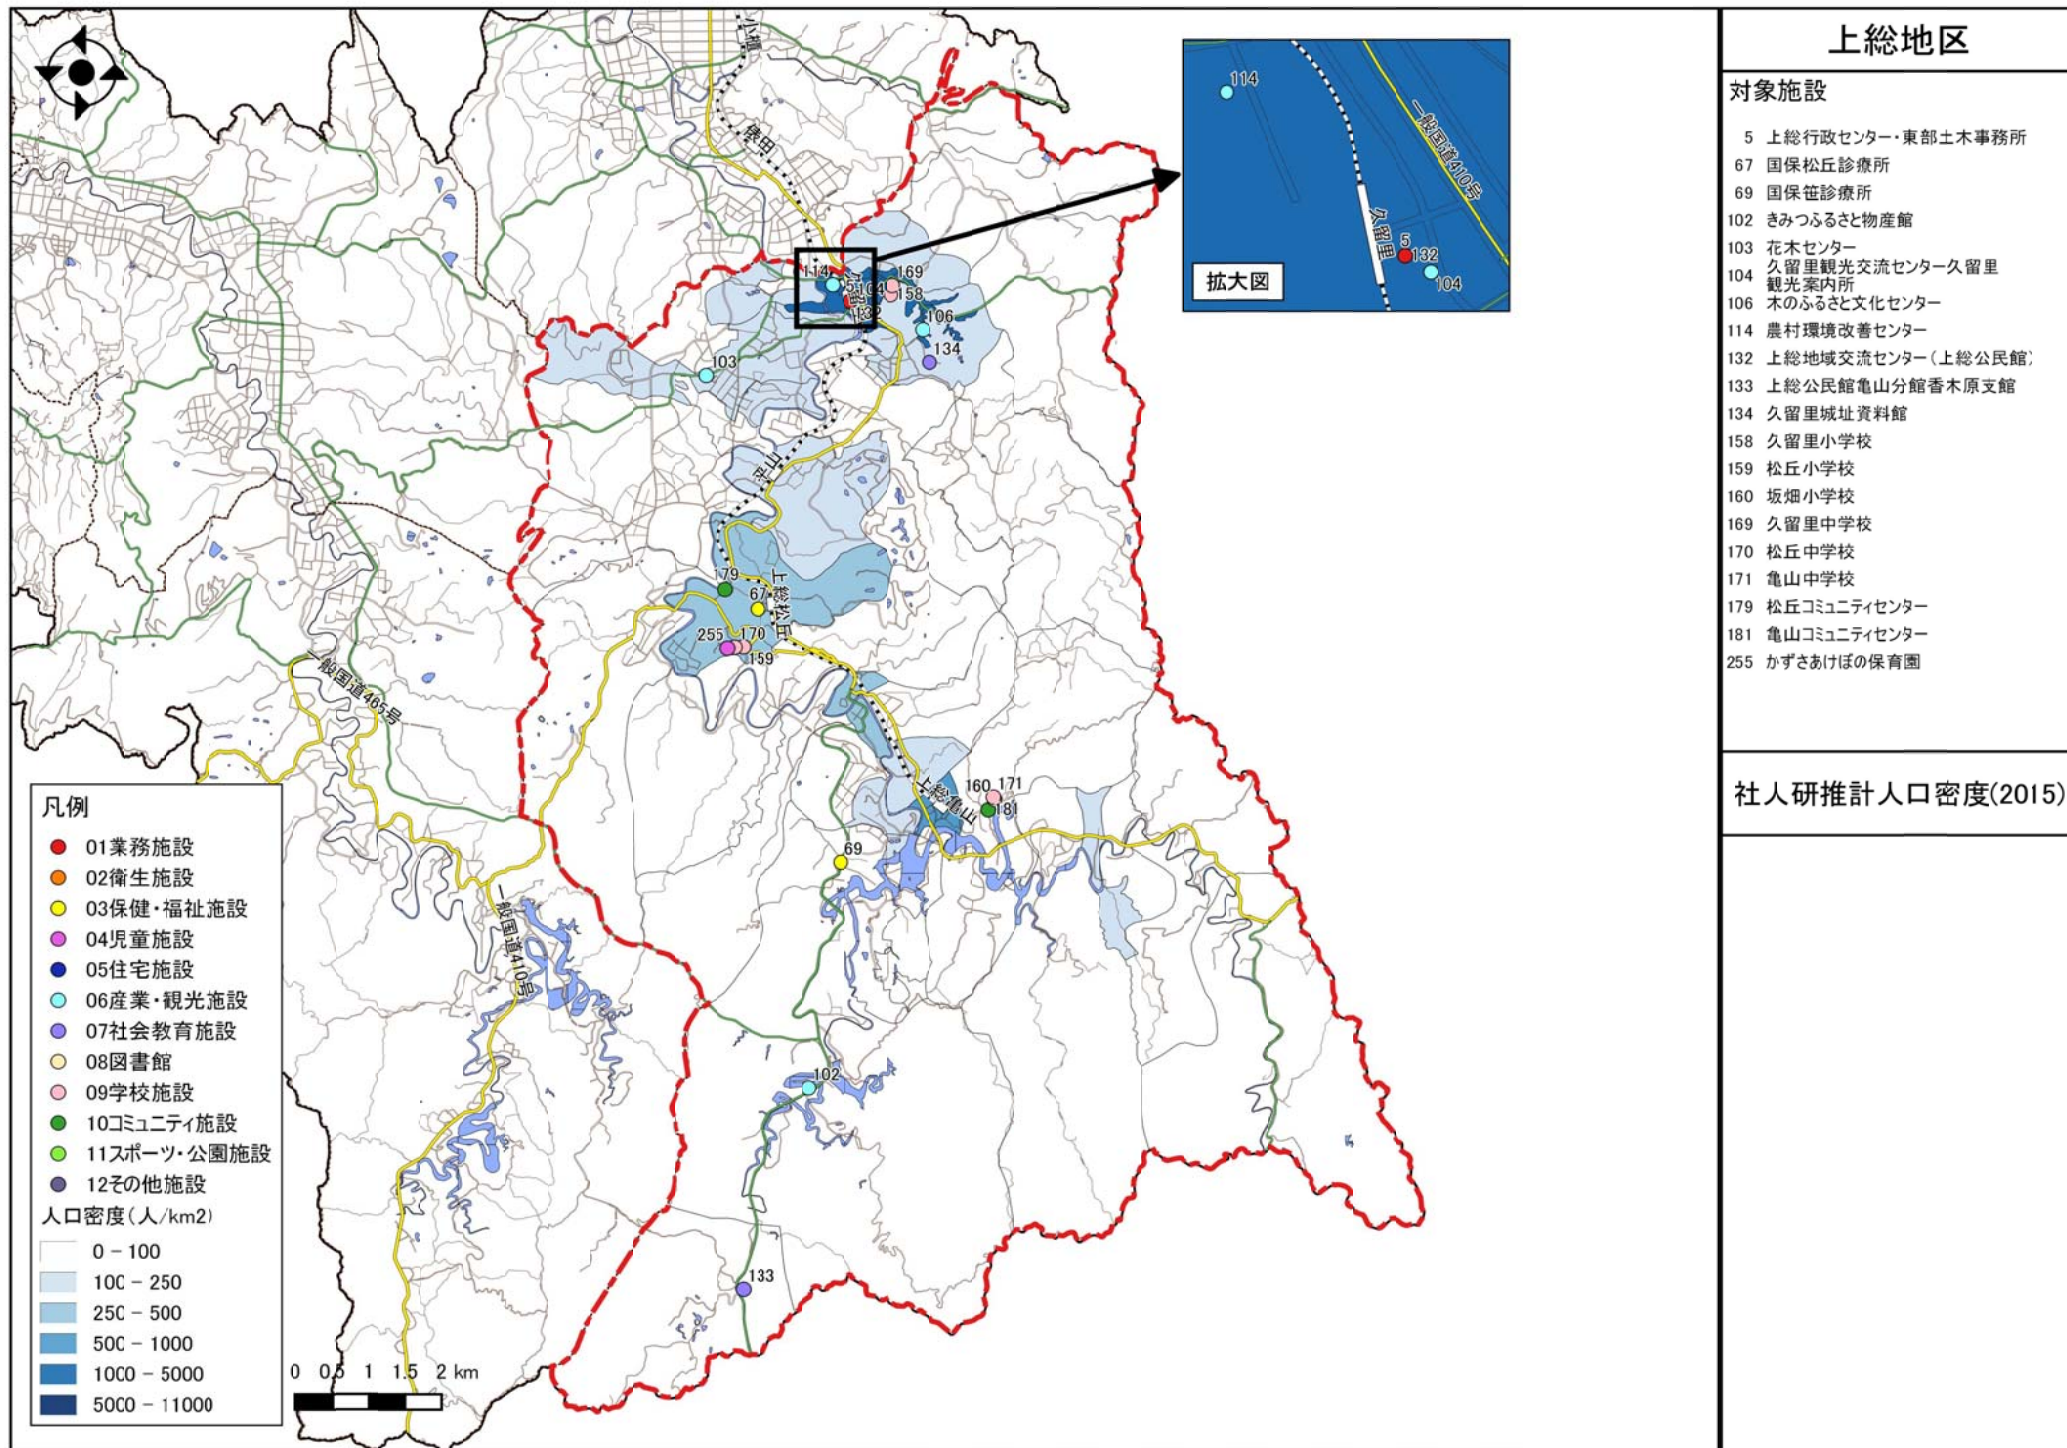 上総地区
対象施設
5 上総行政センター・東部土木事務所
67 国保松丘診療所
69 国保笹診療所
102 きみつふるさと物産館
103 花木センター
104 久留里観光交流センター久留里
観光案内所
106 木のふるさと文化センター
114 農村環境改善センター
132 上総地域交流センター（上総公民館）
133 上総公民館亀山分館香木原支館
134 久留里城址資料館
158 久留里小学校
159 松丘小学校
160 坂畑小学校
169 久留里中学校
170 松丘中学校
171 亀山中学校
179 松丘コミュニティセンター
181 亀山コミュニティセンター
255 かずさあけぼの保育園
社人研推計人口密度(2015)
小櫃
俵田
114
一般国道410号
久留里
5
132
104
拡大図
114
5
104
132
169
158
106
134
103
平山
179
67
上総松丘
255
170
159
一般国道465号
上総亀山
160
171
181
69
一般国道410号
102
133
凡例
01業務施設
02衛生施設
03保健・福祉施設
04児童施設
05住宅施設
06産業・観光施設
07社会教育施設
08図書館
09学校施設
10コミュニティ施設
11スポーツ・公園施設
12その他施設
人口密度（人/km2）
0 - 100
100 - 250
250 - 500
500 - 1000
1000 - 5000
5000 - 11000
0 0.5 1 1.5 2 km